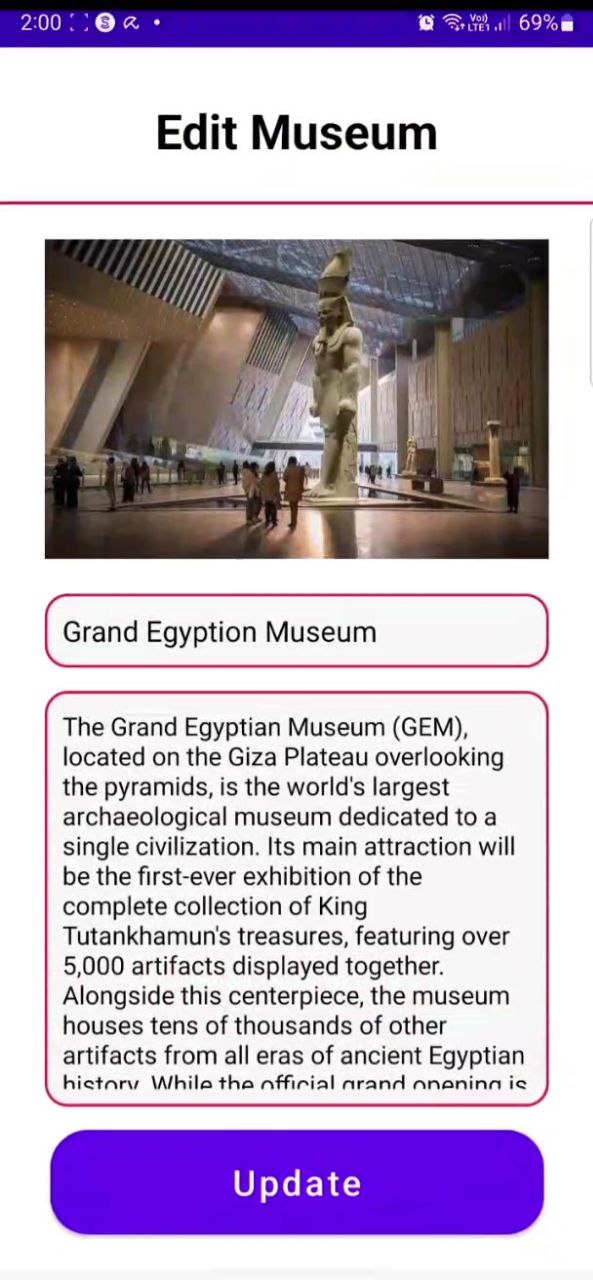 2:00
Vo)) LTE1 69%
Edit Museum
Grand Egyption Museum
The Grand Egyptian Museum (GEM),
located on the Giza Plateau overlooking
the pyramids, is the world's largest
archaeological museum dedicated to a
single civilization. Its main attraction will
be the first-ever exhibition of the
complete collection of King
Tutankhamun's treasures, featuring over
5,000 artifacts displayed together.
Alongside this centerpiece, the museum
houses tens of thousands of other
artifacts from all eras of ancient Egyptian
history. While the official grand opening is
Update